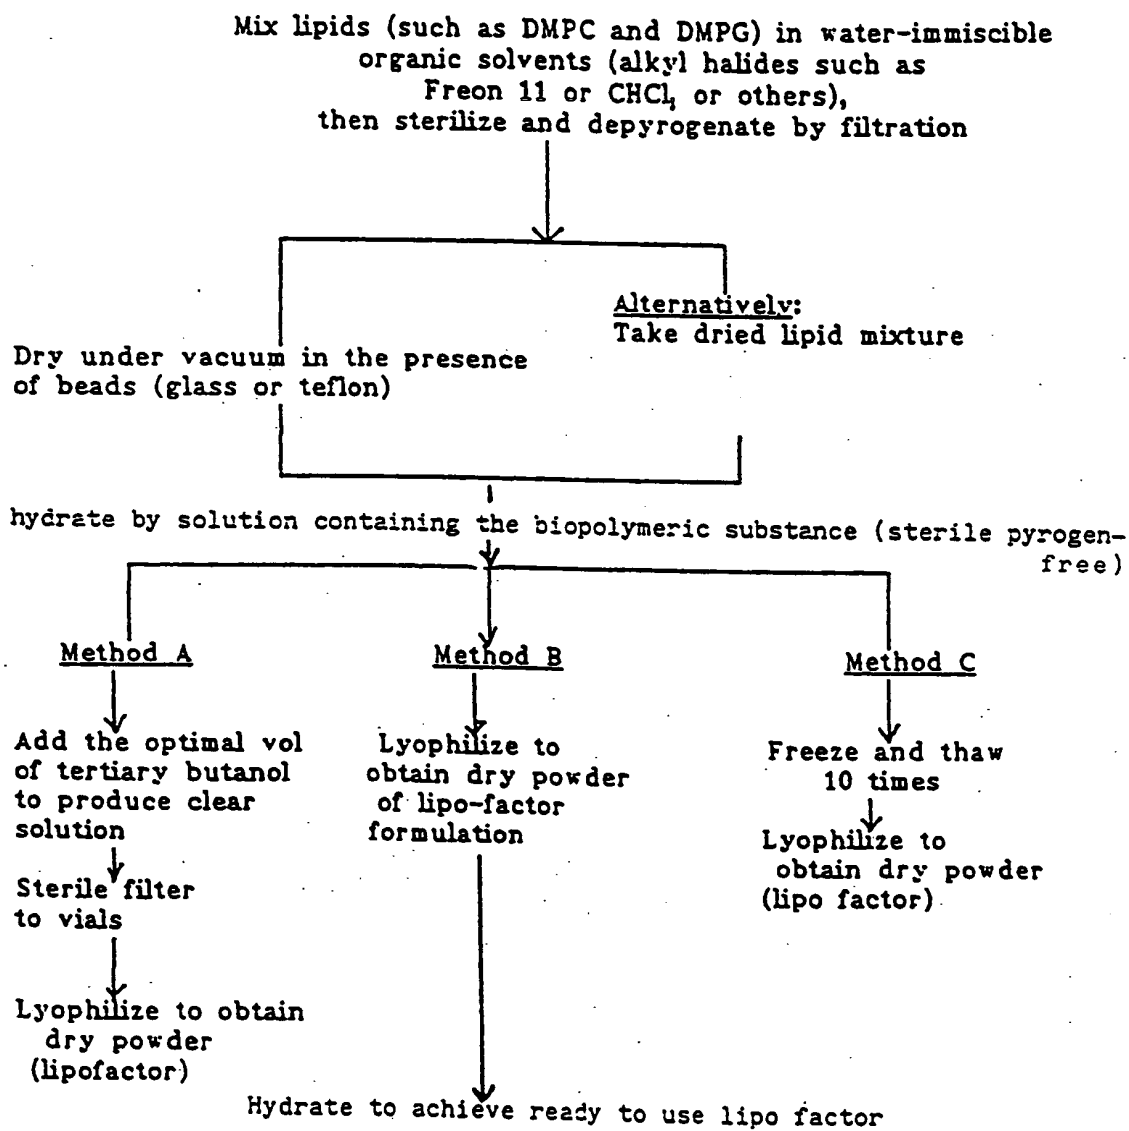 Mix lipids (such as DMPC and DMPG) in water-immiscible
organic solvents (alkyl halides such as
Freon 11 or CHCl₃ or others),
then sterilize and depyrogenate by filtration
Alternatively:
Take dried lipid mixture
Dry under vacuum in the presence
of beads (glass or teflon)
hydrate by solution containing the biopolymeric substance (sterile pyrogen-
free)
Method A
Add the optimal vol
of tertiary butanol
to produce clear
solution
Sterile filter
to vials
Lyophilize to obtain
dry powder
(lipofactor)
Method B
Lyophilize to
obtain dry powder
of lipo-factor
formulation
Method C
Freeze and thaw
10 times
Lyophilize to
obtain dry powder
(lipo factor)
Hydrate to achieve ready to use lipo factor